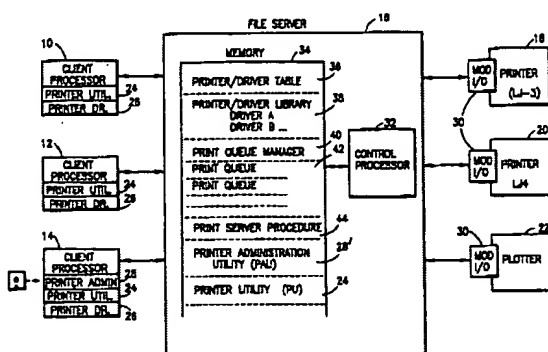 FILE SERVER
18
10
CLIENT
PROCESSOR
PRINTER UTIL.
24
PRINTER DR.
26
12
CLIENT
PROCESSOR
PRINTER UTIL.
24
PRINTER DR.
26
14
CLIENT
PROCESSOR
PRINTER ADMIN
28
PRINTER UTIL.
24
PRINTER DR.
26
MEMORY
34
PRINTER/DRIVER TABLE
36
PRINTER/DRIVER LIBRARY
38
DRIVER A
DRIVER B ...
PRINT QUEUE MANAGER
40
PRINT QUEUE
42
PRINT QUEUE
PRINT SERVER PROCEDURE
44
PRINTER ADMINISTRATION
UTILITY (PAU)
28'
PRINTER UTILITY (PU)
24
32
CONTROL
PROCESSOR
MOD
I/O
PRINTER
(LJ-3)
30
MOD
I/O
PRINTER
LJ4
20
30
MOD
I/O
PLOTTER
22